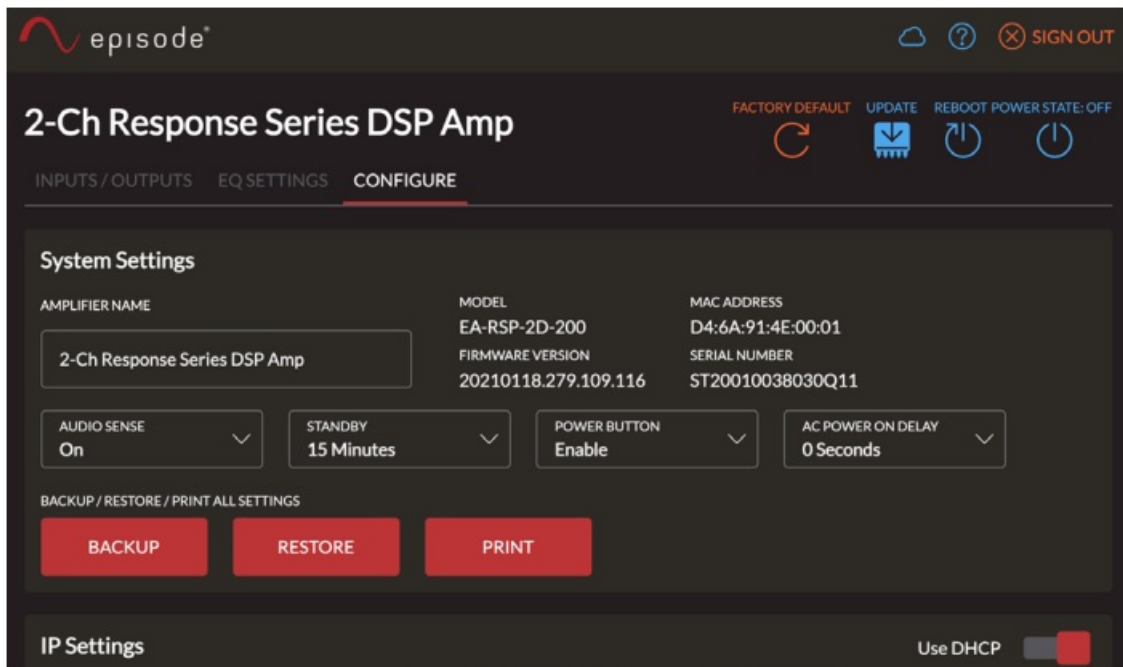 episode®
SIGN OUT
2-Ch Response Series DSP Amp
FACTORY DEFAULT UPDATE REBOOT POWER STATE: OFF
INPUTS / OUTPUTS EQ SETTINGS CONFIGURE
System Settings
AMPLIFIER NAME
2-Ch Response Series DSP Amp
MODEL
EA-RSP-2D-200
FIRMWARE VERSION
20210118.279.109.116
MAC ADDRESS
D4:6A:91:4E:00:01
SERIAL NUMBER
ST20010038030Q11
AUDIO SENSE
On
STANDBY
15 Minutes
POWER BUTTON
Enable
AC POWER ON DELAY
0 Seconds
BACKUP / RESTORE / PRINT ALL SETTINGS
BACKUP RESTORE PRINT
IP Settings
Use DHCP